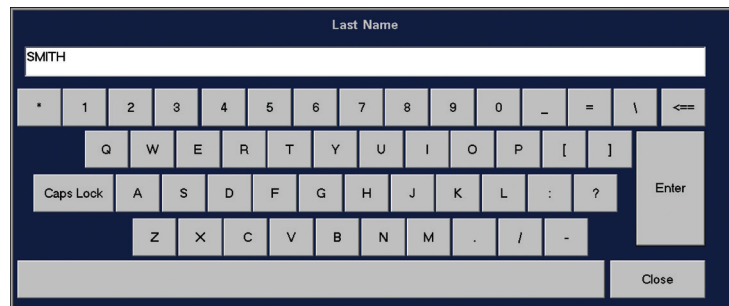 Last Name
SMITH
* 1 2 3 4 5 6 7 8 9 0 _ = \ <==
Q W E R T Y U I O P [ ]
Caps Lock A S D F G H J K L : ? Enter
Z X C V B N M . / -
Close